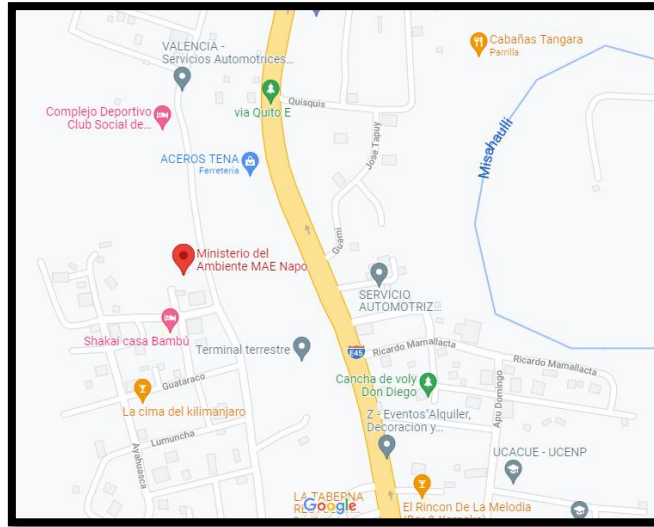 VALENCIA -
Servicios Automotrices...
Cabañas Tangara
Parrilla
Complejo Deportivo
Club Social de...
via Quito E
Quisquis
Jose Tapuy
Misahaulli
ACEROS TENA
Ferretería
Guami
Ministerio del
Ambiente MAE Napo
SERVICIO
AUTOMOTRIZ...
Shakai casa Bambú
Terminal terrestre
E45
Ricardo Mamallacta
Ricardo Mamallacta
Guataraco
Cancha de voly
Don Diego
Apu Domingo
La cima del kilimanjaro
Z - Eventos"Alquiler,
Decoracion y...
Lumuncha
Ayahuasca
UCACUE - UCENP
LA TABERNA
Google
El Rincon De La Melodia